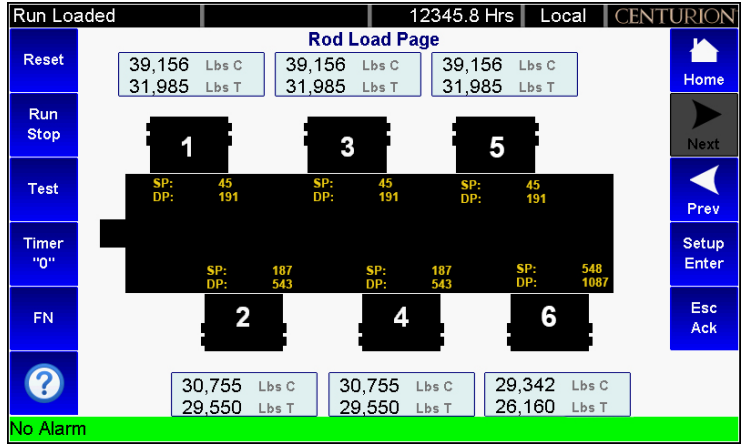 Run Loaded 12345.8 Hrs Local CENTURION
Rod Load Page
Reset
Run
Stop
Test
Timer
"0"
FN
?
39,156 Lbs C
31,985 Lbs T
39,156 Lbs C
31,985 Lbs T
39,156 Lbs C
31,985 Lbs T
1
3
5
SP: 45
DP: 191
SP: 45
DP: 191
SP: 45
DP: 191
SP: 187
DP: 543
SP: 187
DP: 543
SP: 548
DP: 1087
2
4
6
30,755 Lbs C
29,550 Lbs T
30,755 Lbs C
29,550 Lbs T
29,342 Lbs C
26,160 Lbs T
Home
Next
Prev
Setup
Enter
Esc
Ack
No Alarm